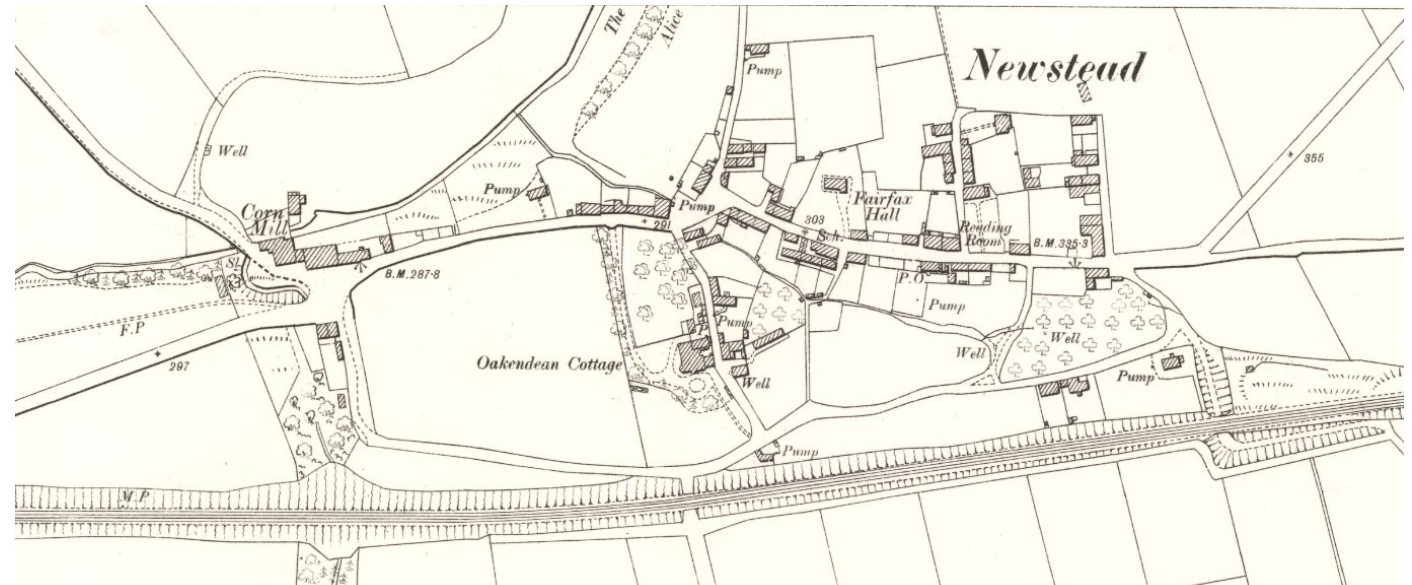 The
Alice
Pump
Newstead
355
Well
Pump
Corn
Mill
Pump
291
303
Sch.
Fairfax
Hall
Reading
Room
B.M.335·3
Sl.
B.M.287·8
P.O
Pump
F.P
297
Oakendean Cottage
P
Pump
Well
Well
Well
Pump
Pump
M.P